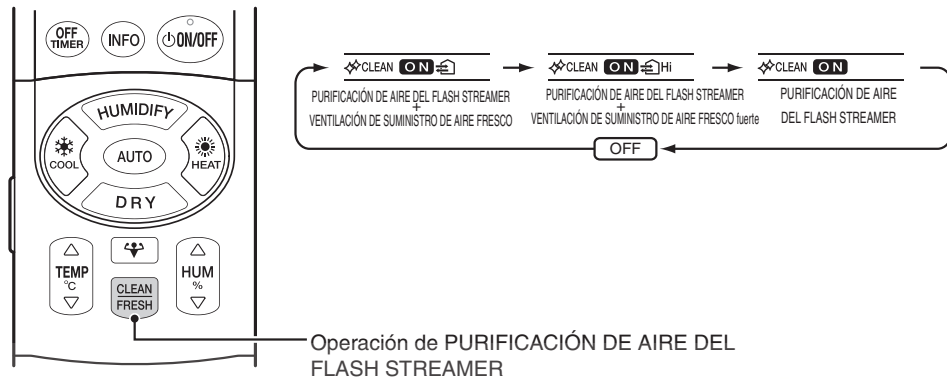 OFF
TIMER
INFO
ON/OFF
HUMIDIFY
COOL
AUTO
HEAT
DRY
TEMP
°C
HUM
%
CLEAN
FRESH
CLEAN ON
PURIFICACIÓN DE AIRE DEL FLASH STREAMER
+
VENTILACIÓN DE SUMINISTRO DE AIRE FRESCO
CLEAN ON Hi
PURIFICACIÓN DE AIRE DEL FLASH STREAMER
+
VENTILACIÓN DE SUMINISTRO DE AIRE FRESCO fuerte
CLEAN ON
PURIFICACIÓN DE AIRE
DEL FLASH STREAMER
OFF
Operación de PURIFICACIÓN DE AIRE DEL
FLASH STREAMER